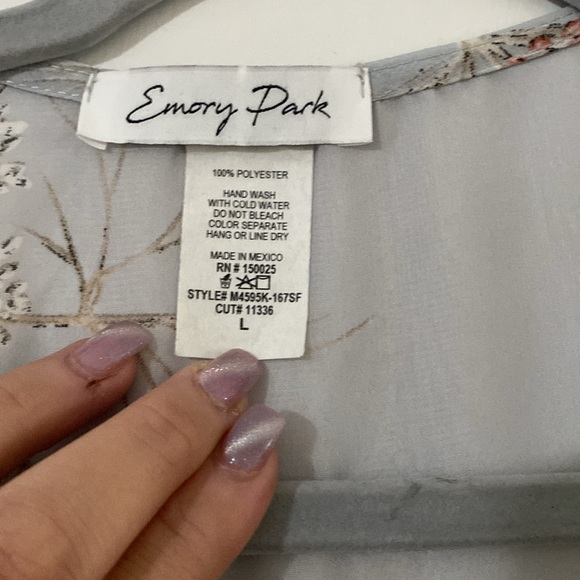 Emory Park
100% POLYESTER
HAND WASH
WITH COLD WATER
DO NOT BLEACH
COLOR SEPARATE
HANG OR LINE DRY
MADE IN MEXICO
RN # 150025
STYLE# M4595K-167SF
CUT# 11336
L